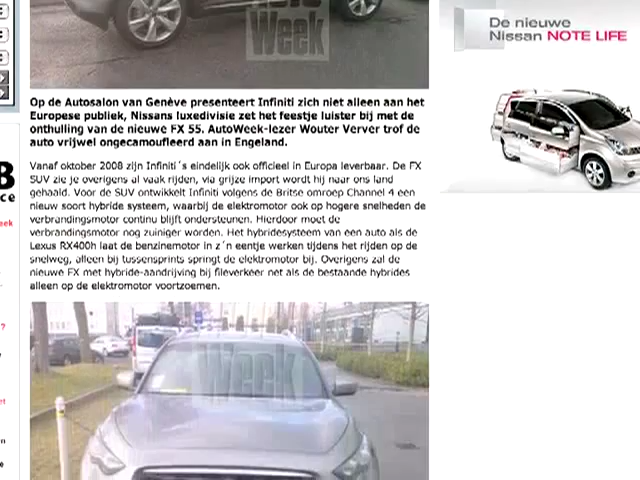 AUTO
Week
De nieuwe
Nissan NOTE LIFE
Op de Autosalon van Genève presenteert Infiniti zich niet alleen aan het
Europese publiek, Nissans luxedivisie zet het feestje luister bij met de
onthulling van de nieuwe FX 55. AutoWeek-lezer Wouter Verver trof de
auto vrijwel ongecamoufleerd aan in Engeland.
Vanaf oktober 2008 zijn Infiniti´s eindelijk ook officieel in Europa leverbaar. De FX
SUV zie je overigens al vaak rijden, via grijze import wordt hij naar ons land
gehaald. Voor de SUV ontwikkelt Infiniti volgens de Britse omroep Channel 4 een
nieuw soort hybride systeem, waarbij de elektromotor ook op hogere snelheden de
verbrandingsmotor continu blijft ondersteunen. Hierdoor moet de
verbrandingsmotor nog zuiniger worden. Het hybridesysteem van een auto als de
Lexus RX400h laat de benzinemotor in z´n eentje werken tijdens het rijden op de
snelweg, alleen bij tussensprints springt de elektromotor bij. Overigens zal de
nieuwe FX met hybride-aandrijving bij fileverkeer net als de bestaande hybrides
alleen op de elektromotor voortzoemen.
Week